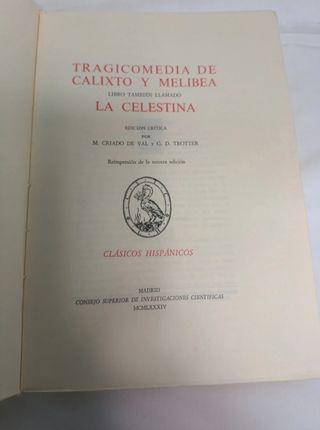 TRAGICOMEDIA DE
CALIXTO Y MELIBEA
LIBRO TAMBIÉN LLAMADO
LA CELESTINA
EDICIÓN CRÍTICA
POR
M. CRIADO DE VAL y G. D. TROTTER
Reimpresión de la tercera edición
CLÁSICOS HISPÁNICOS
MADRID
CONSEJO SUPERIOR DE INVESTIGACIONES CIENTÍFICAS
MCMLXXXIV